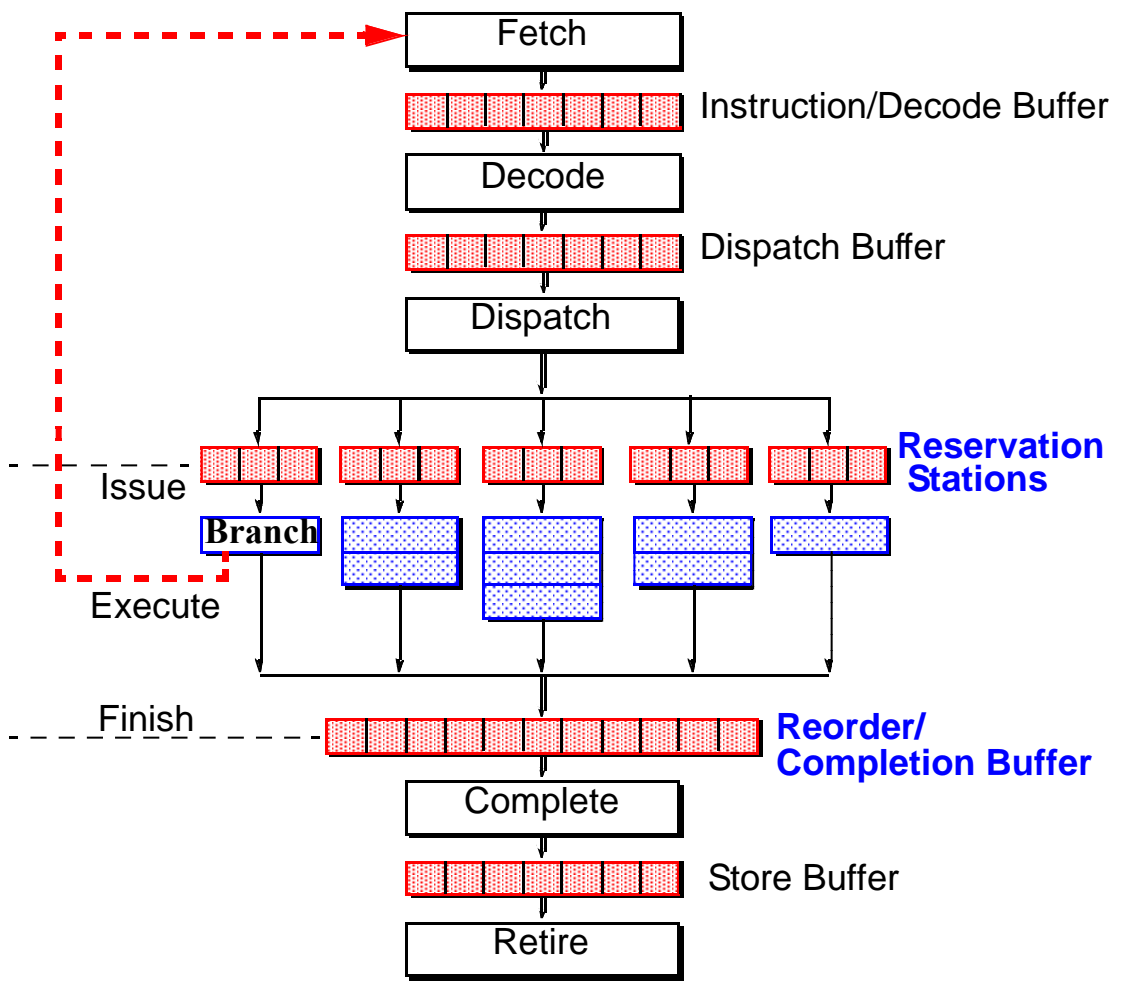 Fetch
Instruction/Decode Buffer
Decode
Dispatch Buffer
Dispatch
Reservation
Stations
Issue
Branch
Execute
Finish
Reorder/
Completion Buffer
Complete
Store Buffer
Retire